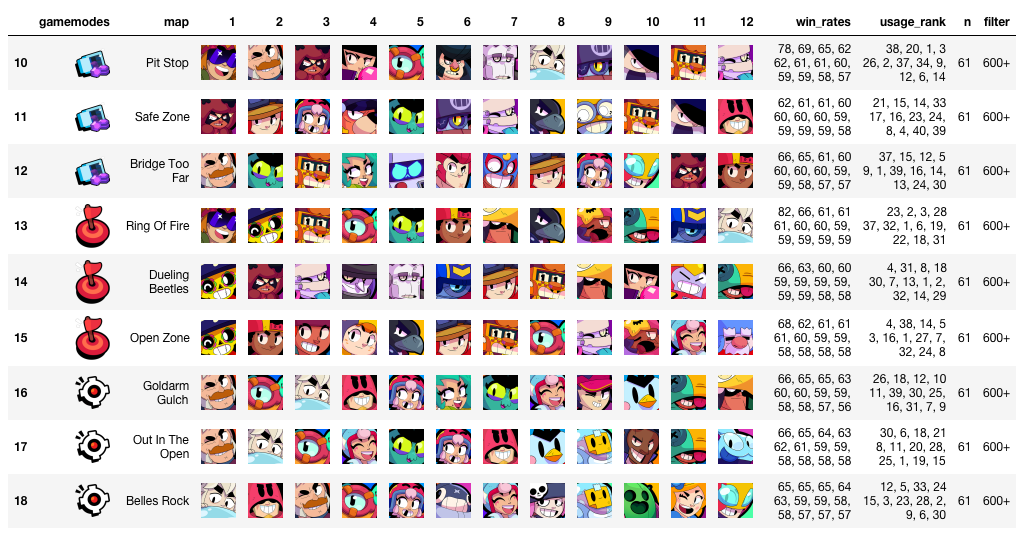 gamemodes map 1 2 3 4 5 6 7 8 9 10 11 12 win_rates usage_rank n filter
78, 69, 65, 62 38, 20, 1, 3
10 Pit Stop 62, 61, 61, 60, 26, 2, 37, 34, 9, 61 600+
59, 59, 58, 57 12, 6, 14
62, 61, 61, 60 21, 15, 14, 33
11 Safe Zone 60, 60, 60, 59, 17, 16, 23, 24, 61 600+
59, 59, 59, 58 8, 4, 40, 39
66, 65, 61, 60 37, 15, 12, 5
12 Bridge Too Far 60, 60, 60, 59, 9, 1, 39, 16, 14, 61 600+
59, 58, 57, 57 13, 24, 30
82, 66, 61, 61 23, 2, 3, 28
13 Ring Of Fire 61, 60, 60, 59, 37, 32, 1, 6, 19, 61 600+
59, 59, 59, 59 22, 18, 31
66, 63, 60, 60 4, 31, 8, 18
14 Dueling Beetles 59, 59, 59, 59, 30, 7, 13, 1, 2, 61 600+
59, 59, 58, 58 32, 14, 29
68, 62, 61, 61 4, 38, 14, 5
15 Open Zone 61, 60, 59, 59, 3, 16, 1, 27, 7, 61 600+
58, 58, 58, 58 32, 24, 8
66, 65, 65, 63 26, 18, 12, 10
16 Goldarm Gulch 60, 60, 59, 59, 11, 39, 30, 25, 61 600+
58, 58, 57, 56 16, 31, 7, 9
66, 65, 64, 63 30, 6, 18, 21
17 Out In The Open 62, 61, 59, 59, 8, 11, 20, 28, 61 600+
58, 58, 58, 58 25, 1, 19, 15
65, 65, 65, 64 12, 5, 33, 24
18 Belles Rock 63, 59, 59, 58, 15, 3, 23, 28, 2, 61 600+
58, 57, 57, 57 9, 6, 30